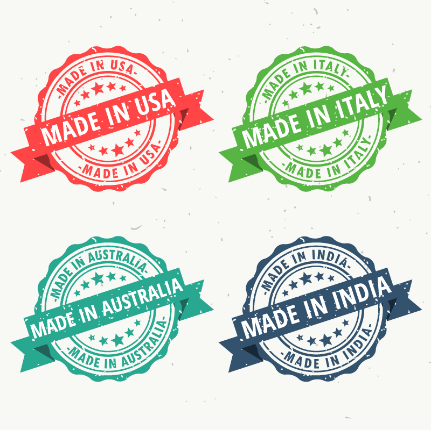 -MADE IN USA-
MADE IN USA
-MADE IN USA-
-MADE IN ITALY-
MADE IN ITALY
-MADE IN ITALY-
-MADE IN AUSTRALIA-
MADE IN AUSTRALIA
-MADE IN AUSTRALIA-
-MADE IN INDIA-
MADE IN INDIA
-MADE IN INDIA-